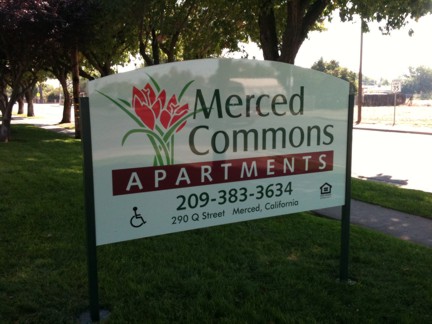 Merced
Commons
APARTMENTS
209-383-3634
290 Q Street Merced, California